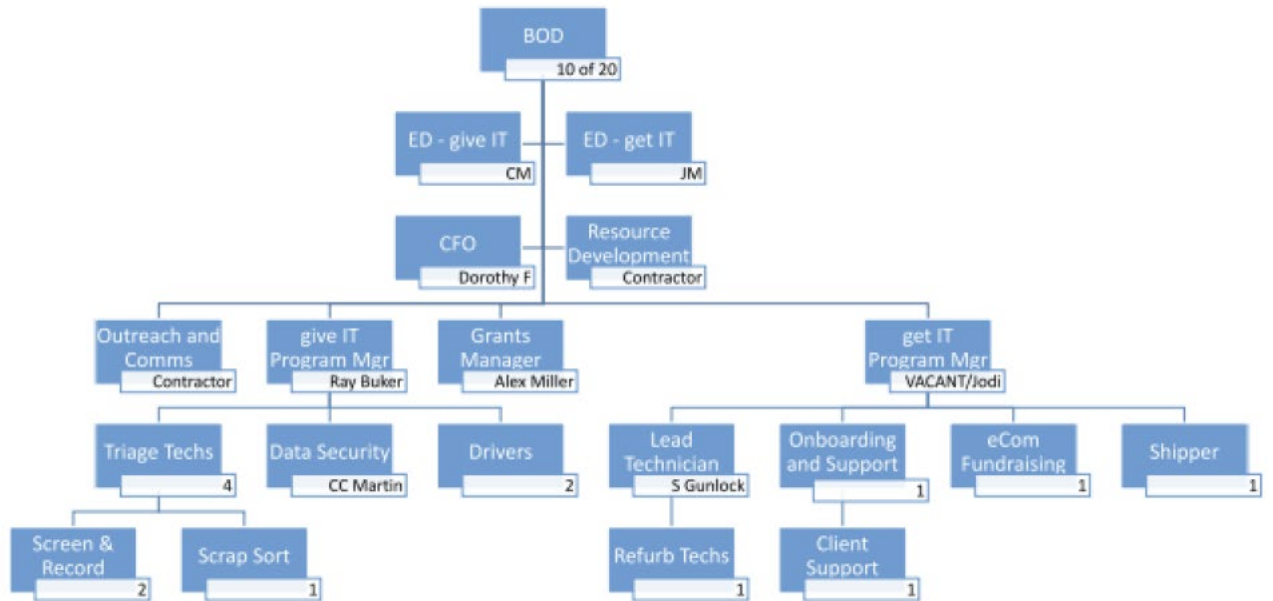 BOD
10 of 20
ED - give IT
CM
ED - get IT
JM
CFO
Dorothy F
Resource
Development
Contractor
Outreach and
Comms
Contractor
give IT
Program Mgr
Ray Buker
Grants
Manager
Alex Miller
get IT
Program Mgr
VACANT/Jodi
Triage Techs
4
Data Security
CC Martin
Drivers
2
Lead
Technician
S Gunlock
Onboarding
and Support
1
eCom
Fundraising
1
Shipper
1
Screen &
Record
2
Scrap Sort
1
Refurb Techs
1
Client
Support
1